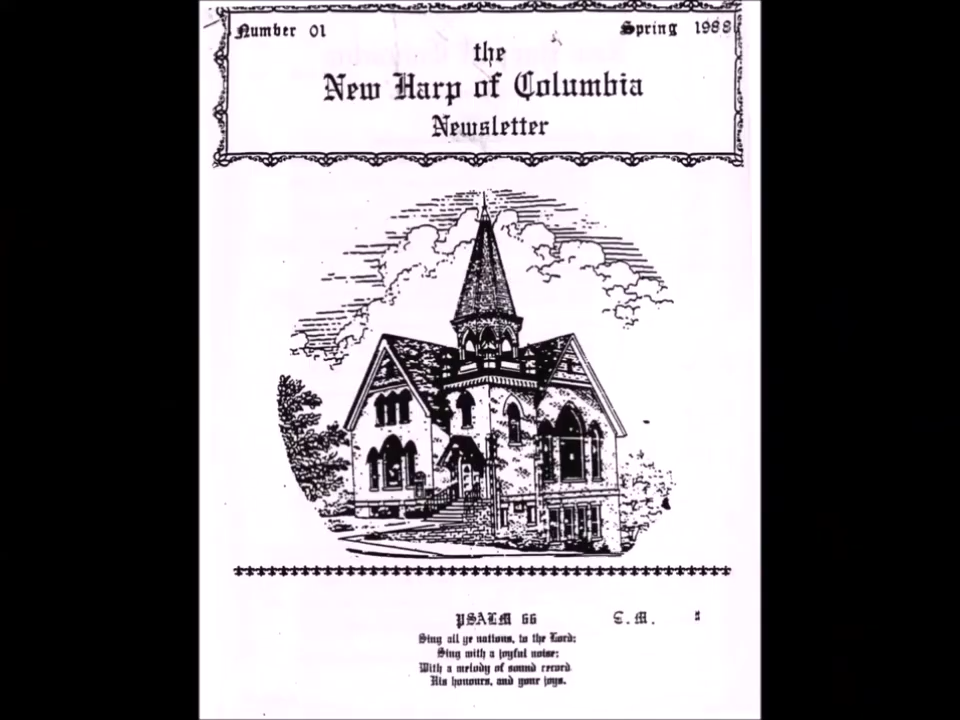 Number 01 Spring 1988
the
New Harp of Columbia
Newsletter
PSALM 66 C.M.
Sing all ye nations, to the Lord;
Sing with a joyful noise;
With a melody of sound record
His honours, and your joys.